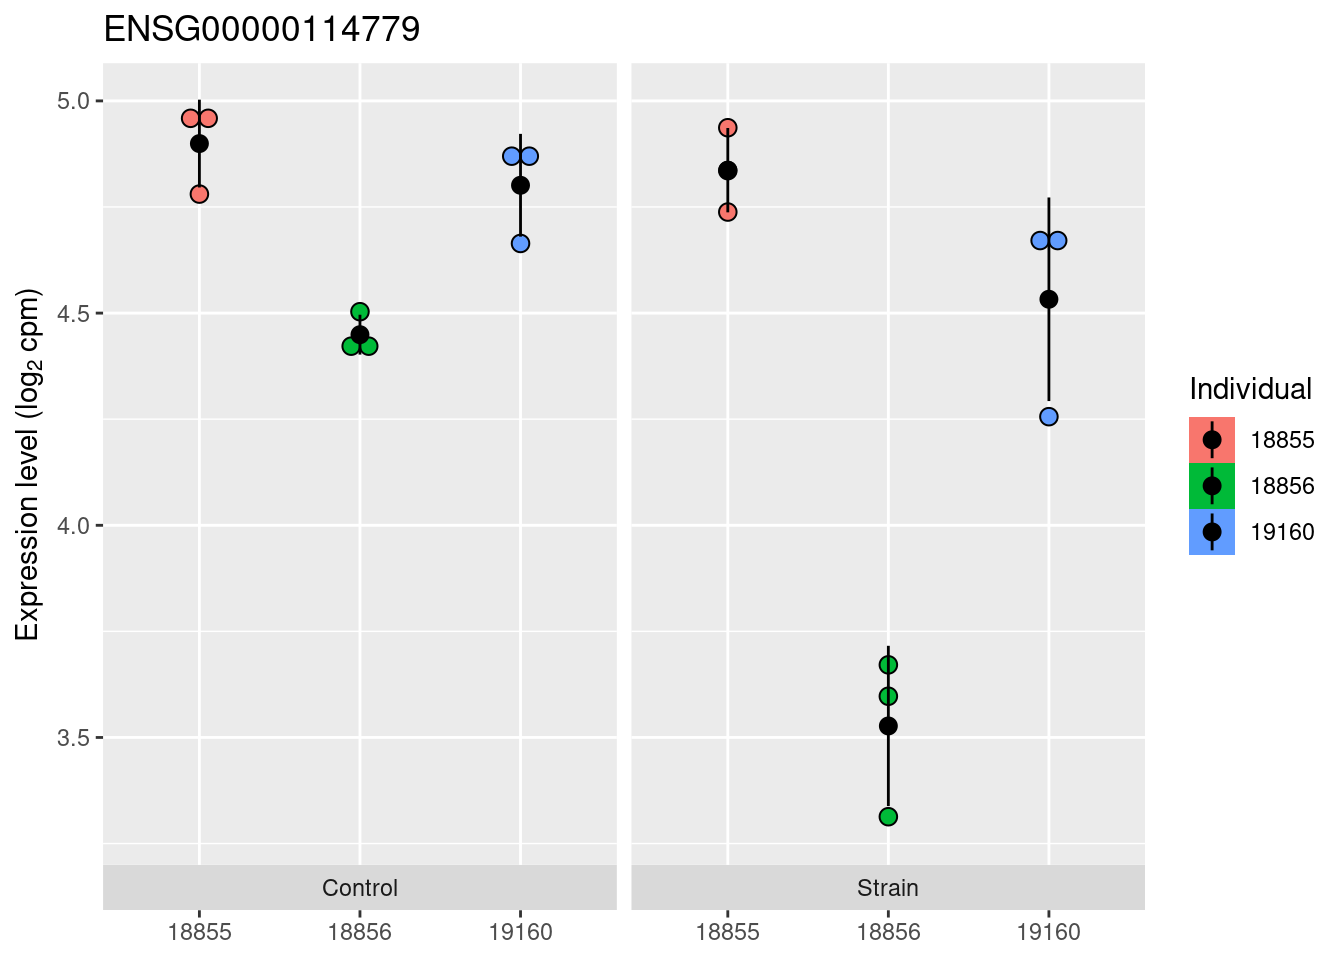 ENSG00000114779
Expression level (log₂ cpm)
5.0
4.5
4.0
3.5
Control
Strain
18855
18856
19160
18855
18856
19160
Individual
18855
18856
19160